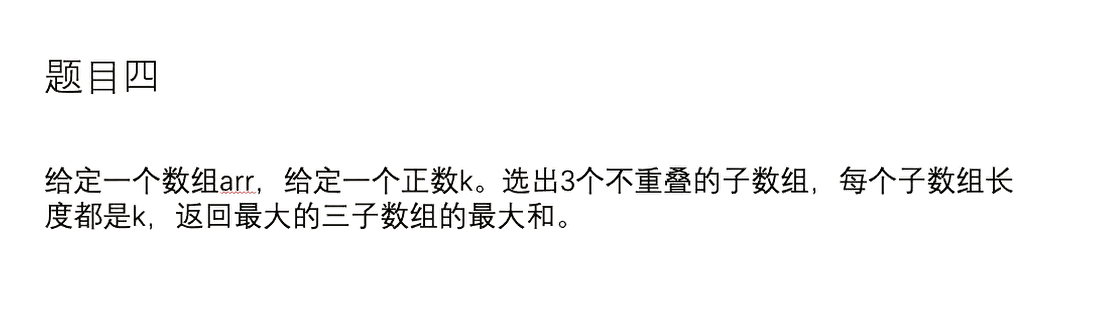 题目四
给定一个数组arr，给定一个正数k。选出3个不重叠的子数组，每个子数组长
度都是k，返回最大的三子数组的最大和。